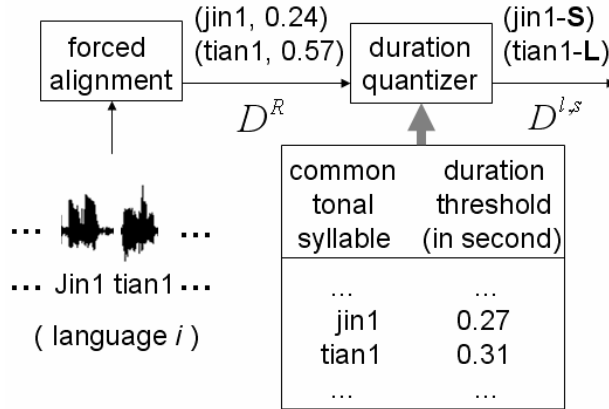 forced
alignment
(jin1, 0.24)
(tian1, 0.57)
D^R
duration
quantizer
(jin1-S)
(tian1-L)
D^{l,s}
common
tonal
syllable
duration
threshold
(in second)
... ...
jin1 0.27
tian1 0.31
... ...
... ...
... Jin1 tian1 ...
( language i )